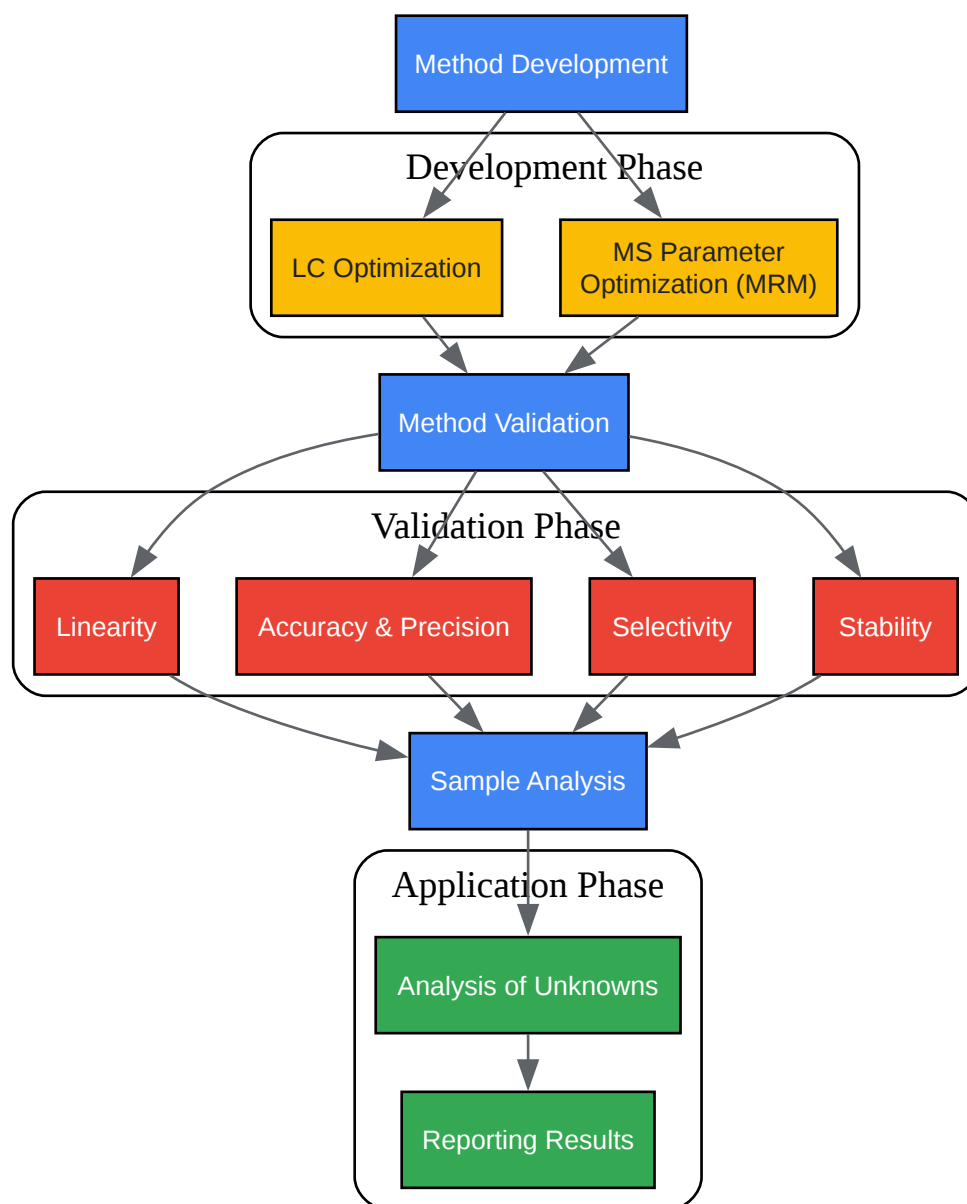 Method Development
Development Phase
LC Optimization
MS Parameter
Optimization (MRM)
Method Validation
Validation Phase
Linearity
Accuracy & Precision
Selectivity
Stability
Sample Analysis
Application Phase
Analysis of Unknowns
Reporting Results